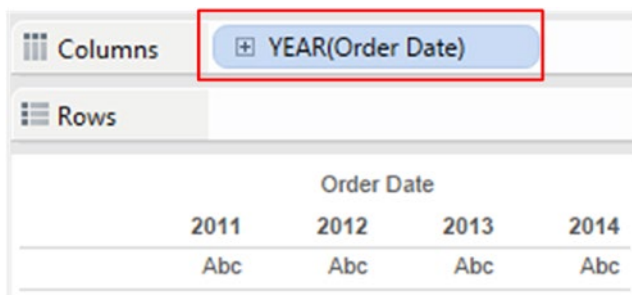 Columns YEAR(Order Date)
Rows
Order Date
2011 2012 2013 2014
Abc Abc Abc Abc